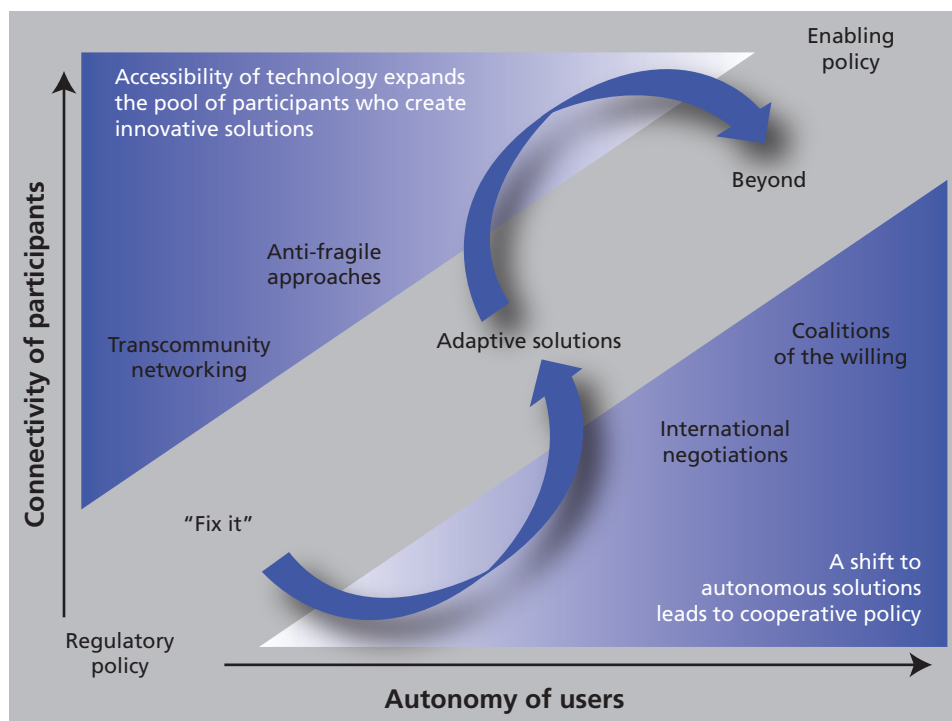 Enabling
policy
Accessibility of technology expands
the pool of participants who create
innovative solutions
Beyond
Anti-fragile
approaches
Transcommunity
networking
Adaptive solutions
Coalitions
of the willing
International
negotiations
“Fix it”
A shift to
autonomous solutions
leads to cooperative policy
Regulatory
policy
Connectivity of participants
Autonomy of users